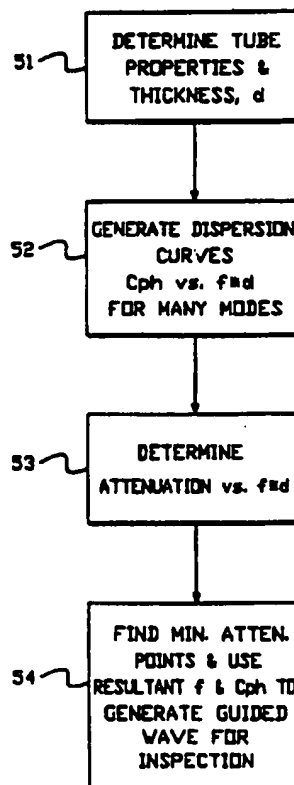 51
DETERMINE TUBE
PROPERTIES &
THICKNESS, d
52
GENERATE DISPERSION
CURVES
Cph vs. f*d
FOR MANY MODES
53
DETERMINE
ATTENUATION vs. f*d
54
FIND MIN. ATTEN.
POINTS & USE
RESULTANT f & Cph TO
GENERATE GUIDED
WAVE FOR
INSPECTION